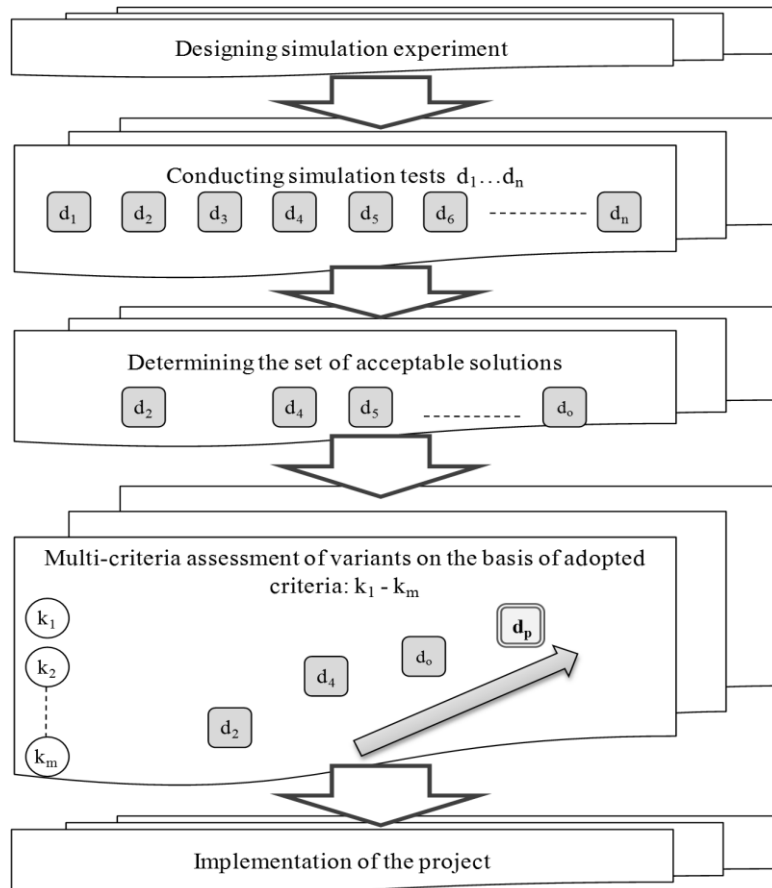 Designing simulation experiment
Conducting simulation tests d₁…dₙ
d₁ d₂ d₃ d₄ d₅ d₆ dₙ
Determining the set of acceptable solutions
d₂ d₄ d₅ dₒ
Multi-criteria assessment of variants on the basis of adopted
criteria: k₁ - kₘ
k₁
dₚ
k₂
dₒ
d₄
d₂
kₘ
Implementation of the project